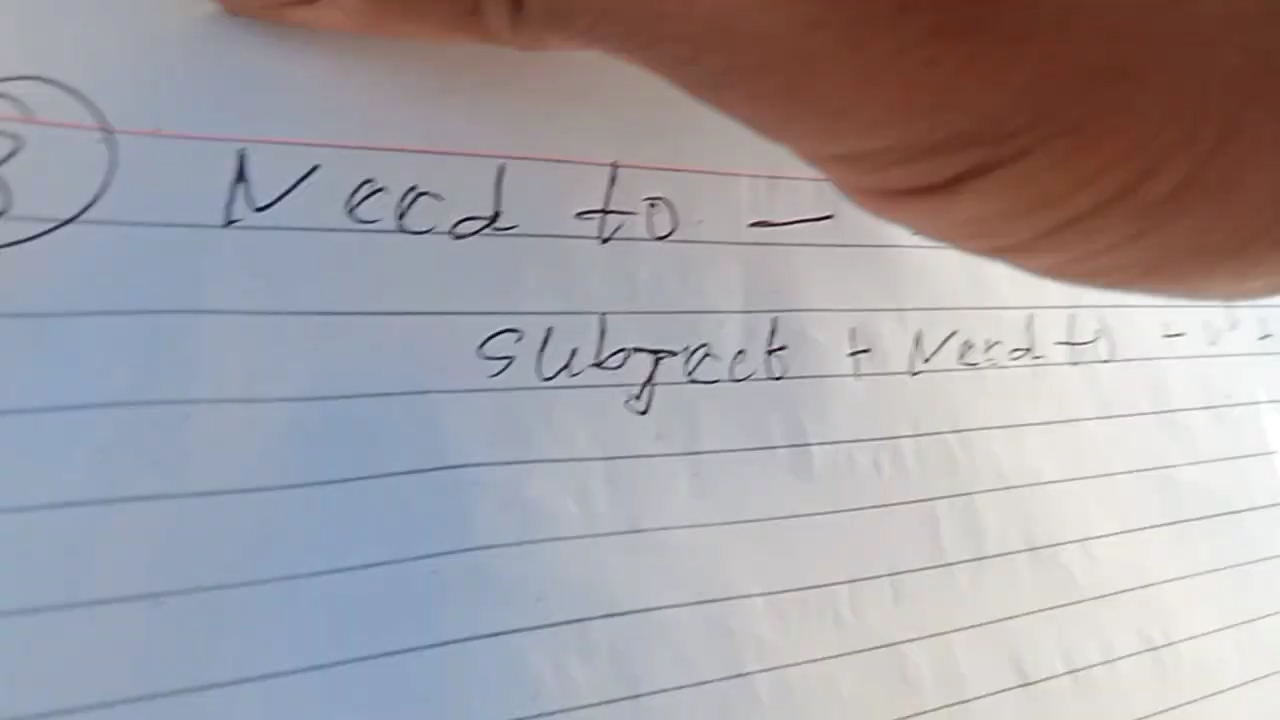 Need to —
subject + Need to +